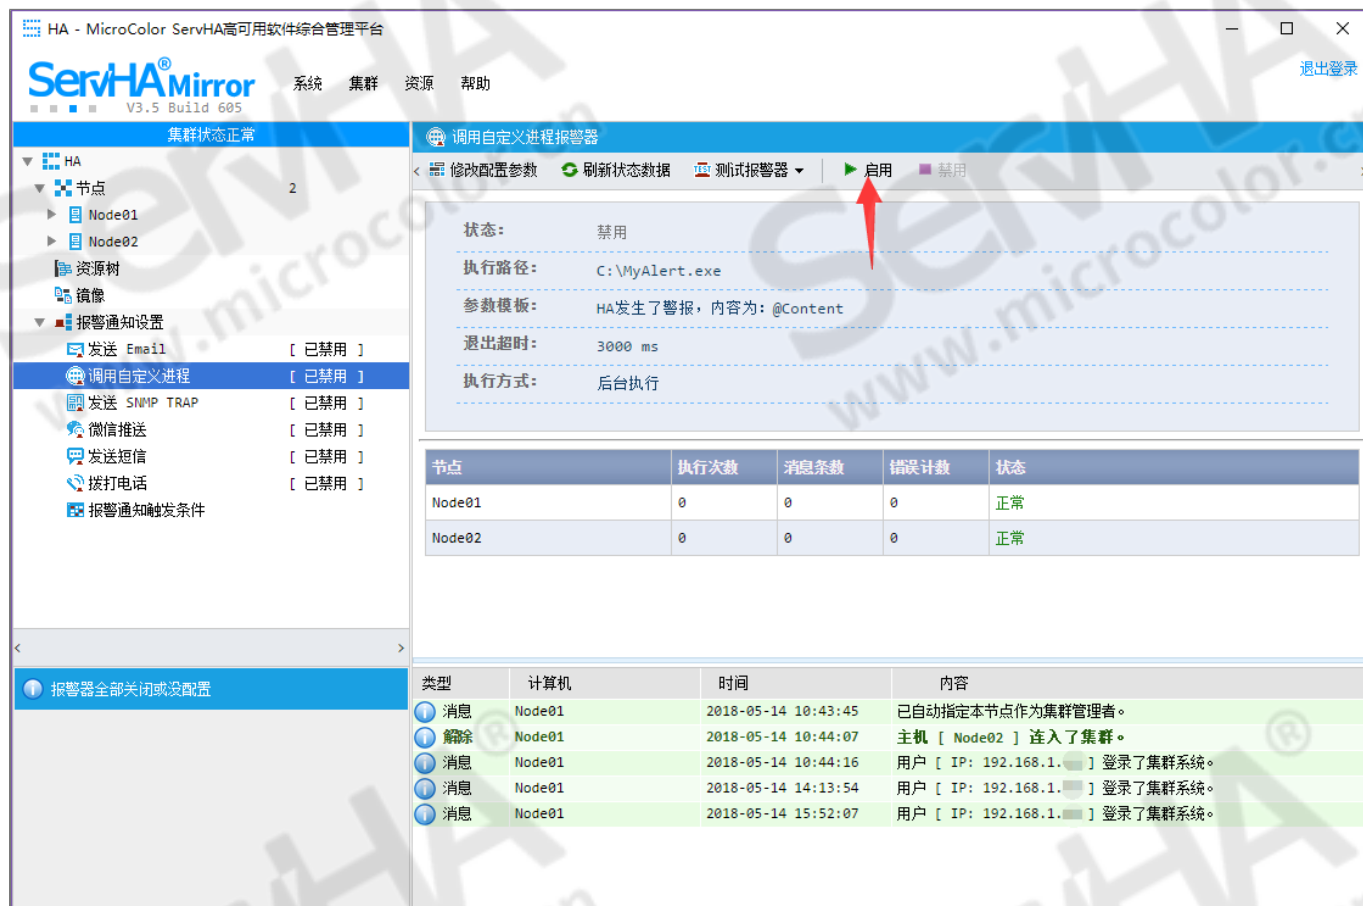 HA - MicroColor ServHA高可用软件综合管理平台
ServHA® Mirror
V3.5 Build 605
系统 集群 资源 帮助
退出登录
集群状态正常
HA
节点 2
Node01
Node02
资源树
镜像
报警通知设置
发送 Email [ 已禁用 ]
调用自定义进程 [ 已禁用 ]
发送 SNMP TRAP [ 已禁用 ]
微信推送 [ 已禁用 ]
发送短信 [ 已禁用 ]
拨打电话 [ 已禁用 ]
报警通知触发条件
报警器全部关闭或没配置
调用自定义进程报警器
修改配置参数 刷新状态数据 TEST 测试报警器 启用 禁用
状态: 禁用
执行路径: C:\MyAlert.exe
参数模板: HA发生了警报，内容为：@Content
退出超时: 3000 ms
执行方式: 后台执行
节点 执行次数 消息条数 错误计数 状态
Node01 0 0 0 正常
Node02 0 0 0 正常
类型 计算机 时间 内容
消息 Node01 2018-05-14 10:43:45 已自动指定本节点作为集群管理者。
解除 Node01 2018-05-14 10:44:07 主机 [ Node02 ] 连入了集群。
消息 Node01 2018-05-14 10:44:16 用户 [ IP: 192.168.1. ] 登录了集群系统。
消息 Node01 2018-05-14 14:13:54 用户 [ IP: 192.168.1. ] 登录了集群系统。
消息 Node01 2018-05-14 15:52:07 用户 [ IP: 192.168.1. ] 登录了集群系统。
ServHA
www.microcolor.cn
ServHA
www.microcolor.cn
ServHA®
ServHA®